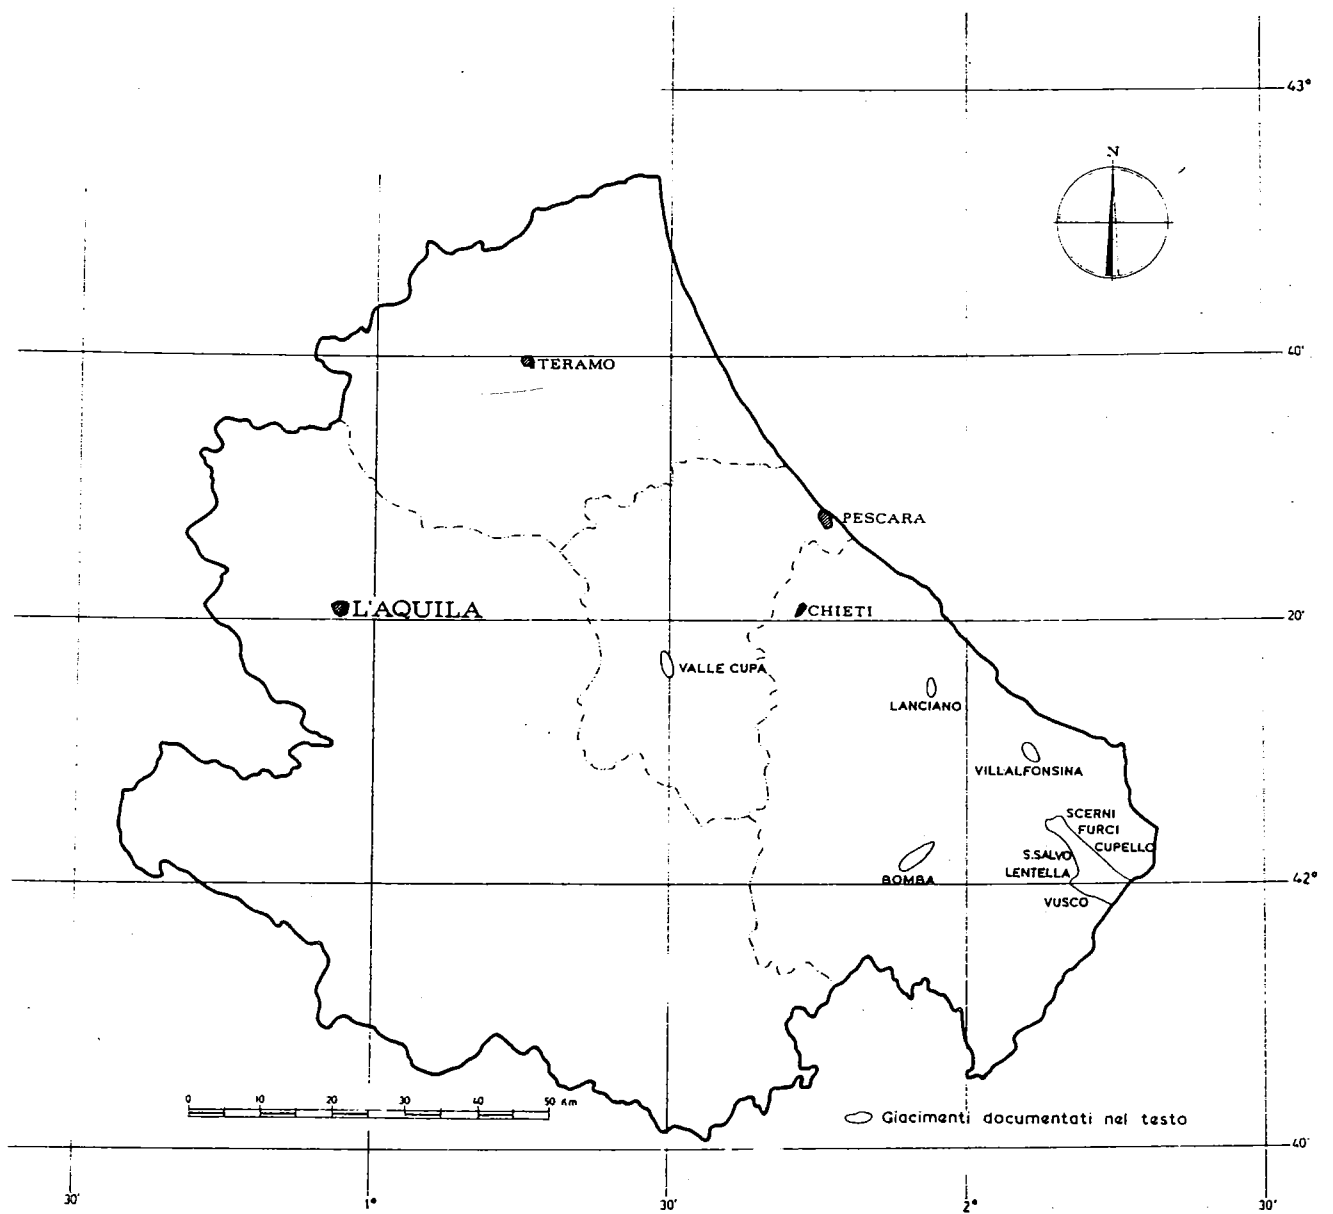 43°
N
40'
TERAMO
PESCARA
L'AQUILA
CHIETI
20'
VALLE CUPA
LANCIANO
VILLALFONSINA
SCERNI
FURCI
CUPELLO
S.SALVO
LENTELLA
BOMBA
42°
VUSCO
0 10 20 30 40 50 Km
Giacimenti documentati nel testo
40'
30' 1° 30' 2° 30'